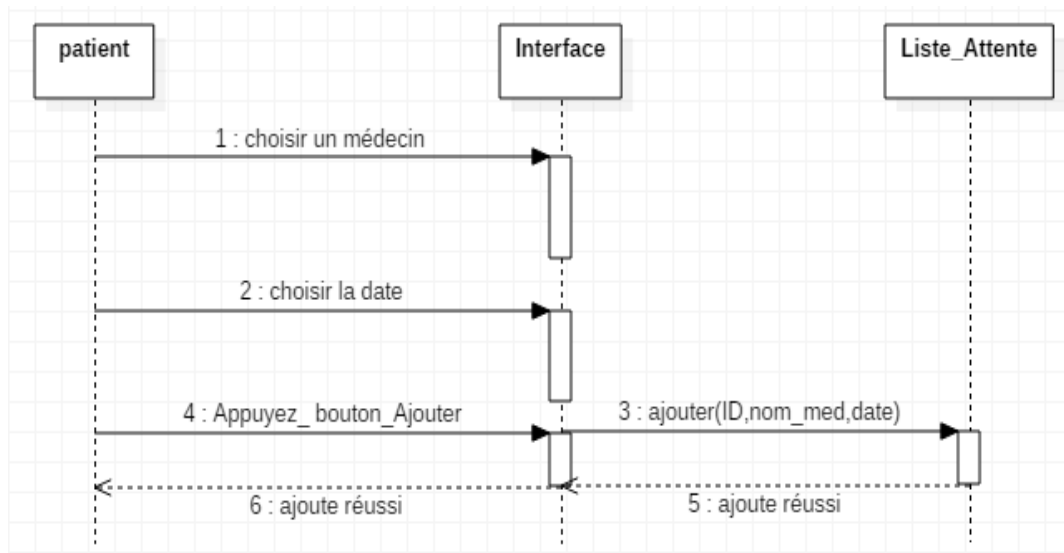 patient
Interface
Liste_Attente
1 : choisir un médecin
2 : choisir la date
4 : Appuyez_ bouton_Ajouter
3 : ajouter(ID,nom_med,date)
6 : ajoute réussi
5 : ajoute réussi